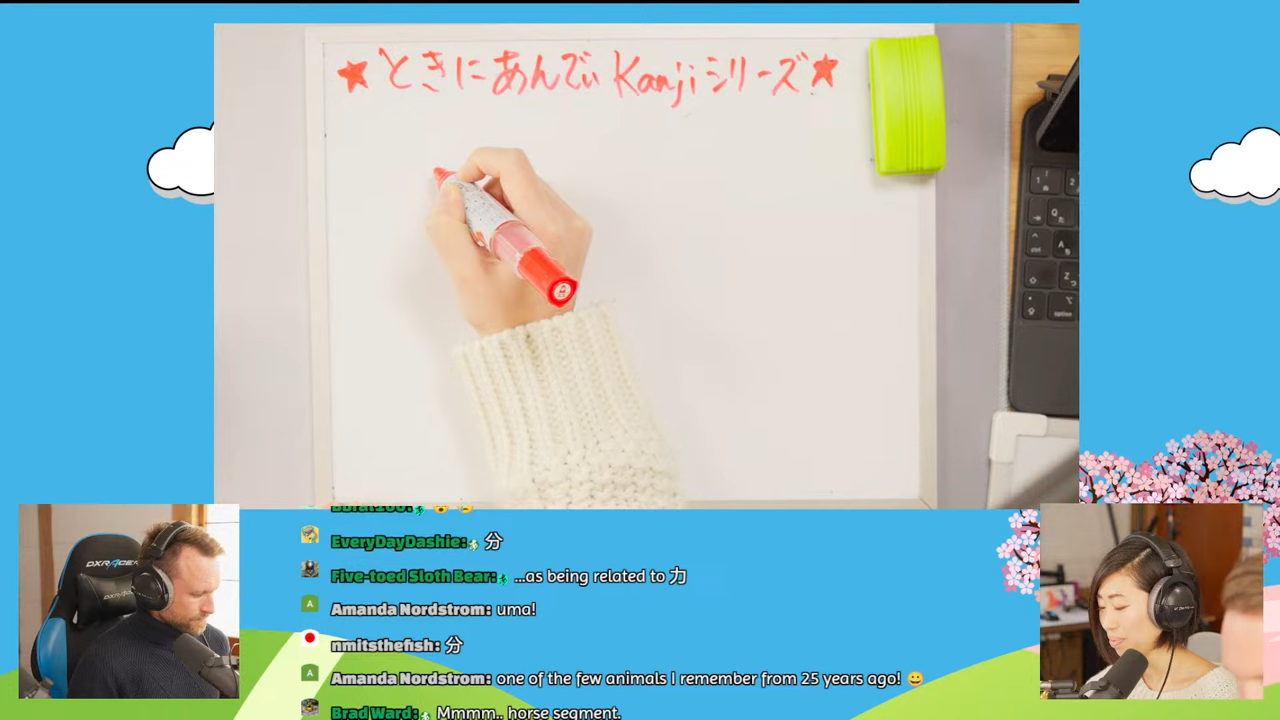 ★ときにあんでぃKanjiシリーズ★
DXRACER
EveryDayDashie: 分
Five-toed Sloth Bear: ...as being related to 力
Amanda Nordstrom: uma!
nmitsthefish: 分
Amanda Nordstrom: one of the few animals I remember from 25 years ago! 😀
Brad Ward: Mmmm.. horse segment.